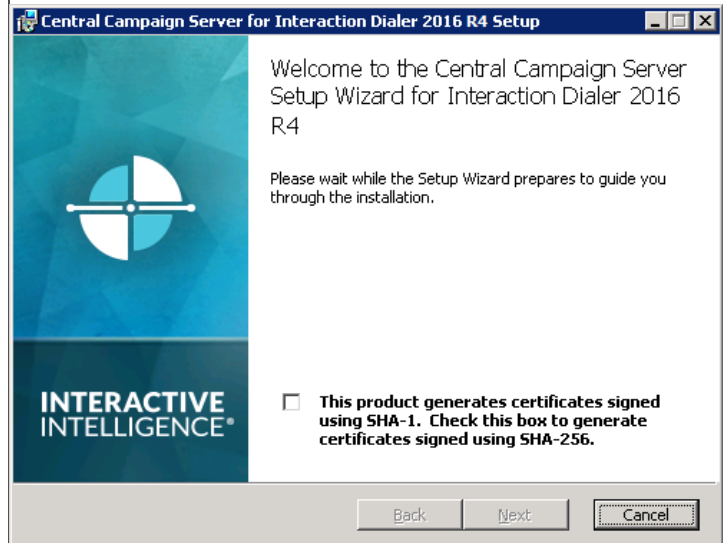 Central Campaign Server for Interaction Dialer 2016 R4 Setup
Welcome to the Central Campaign Server
Setup Wizard for Interaction Dialer 2016
R4
Please wait while the Setup Wizard prepares to guide you
through the installation.
This product generates certificates signed
using SHA-1. Check this box to generate
certificates signed using SHA-256.
INTERACTIVE
INTELLIGENCE®
Back
Next
Cancel